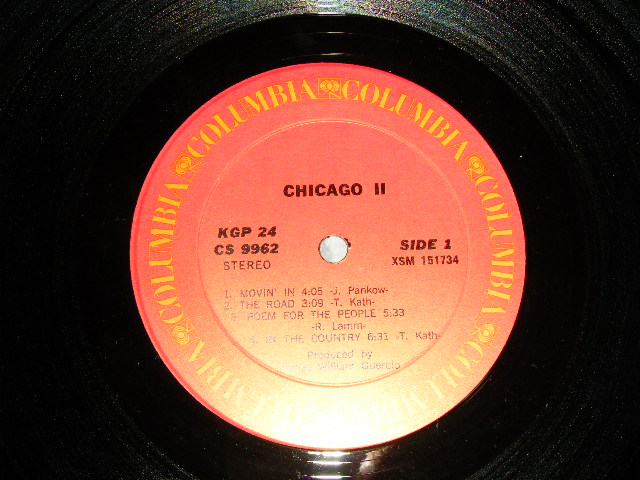 COLUMBIA COLUMBIA COLUMBIA COLUMBIA
CHICAGO II
KGP 24
CS 9962
STEREO
SIDE 1
XSM 151734
1. MOVIN' IN 4:05 -J. Pankow-
2. THE ROAD 3:09 -T. Kath-
3. POEM FOR THE PEOPLE 5:33
-R. Lamm-
4. IN THE COUNTRY 6:31 -T. Kath-
Produced by
William Guercio